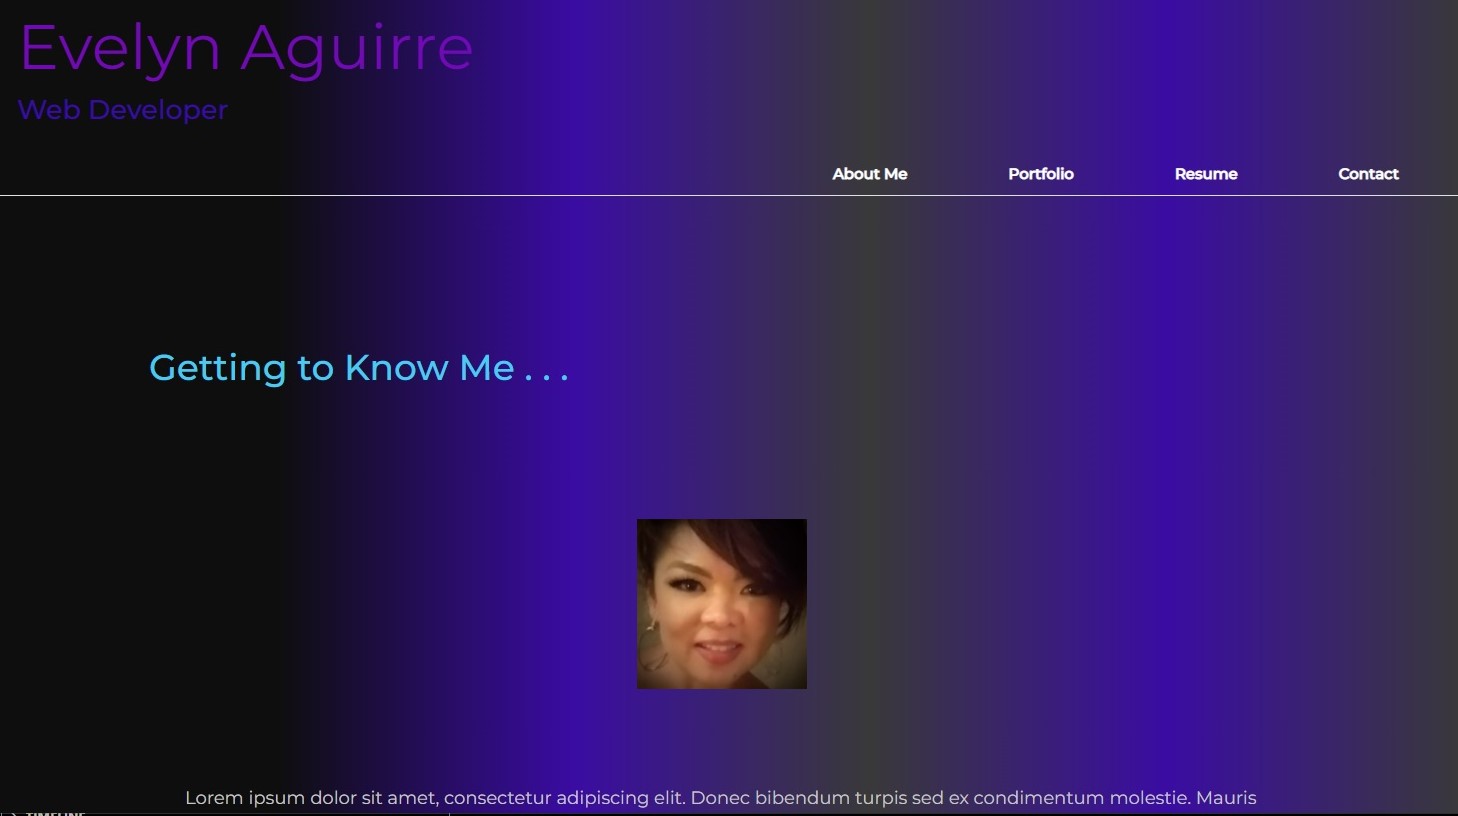 Evelyn Aguirre
Web Developer
About Me Portfolio Resume Contact
Getting to Know Me . . .
Lorem ipsum dolor sit amet, consectetur adipiscing elit. Donec bibendum turpis sed ex condimentum molestie. Mauris